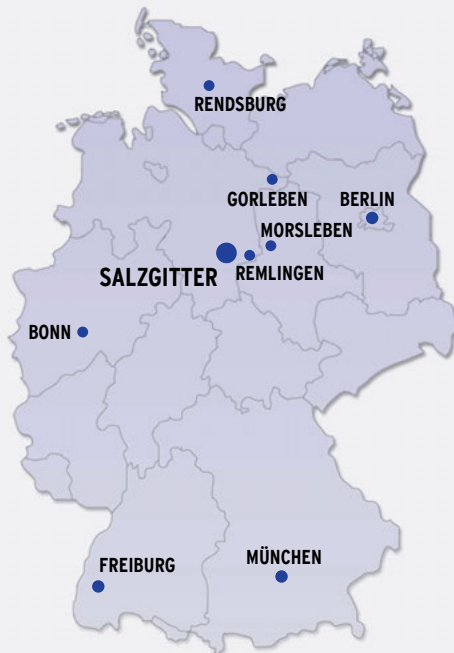 RENDSBURG
GORLEBEN
BERLIN
MORSLEBEN
SALZGITTER
REMLINGEN
BONN
FREIBURG
MÜNCHEN